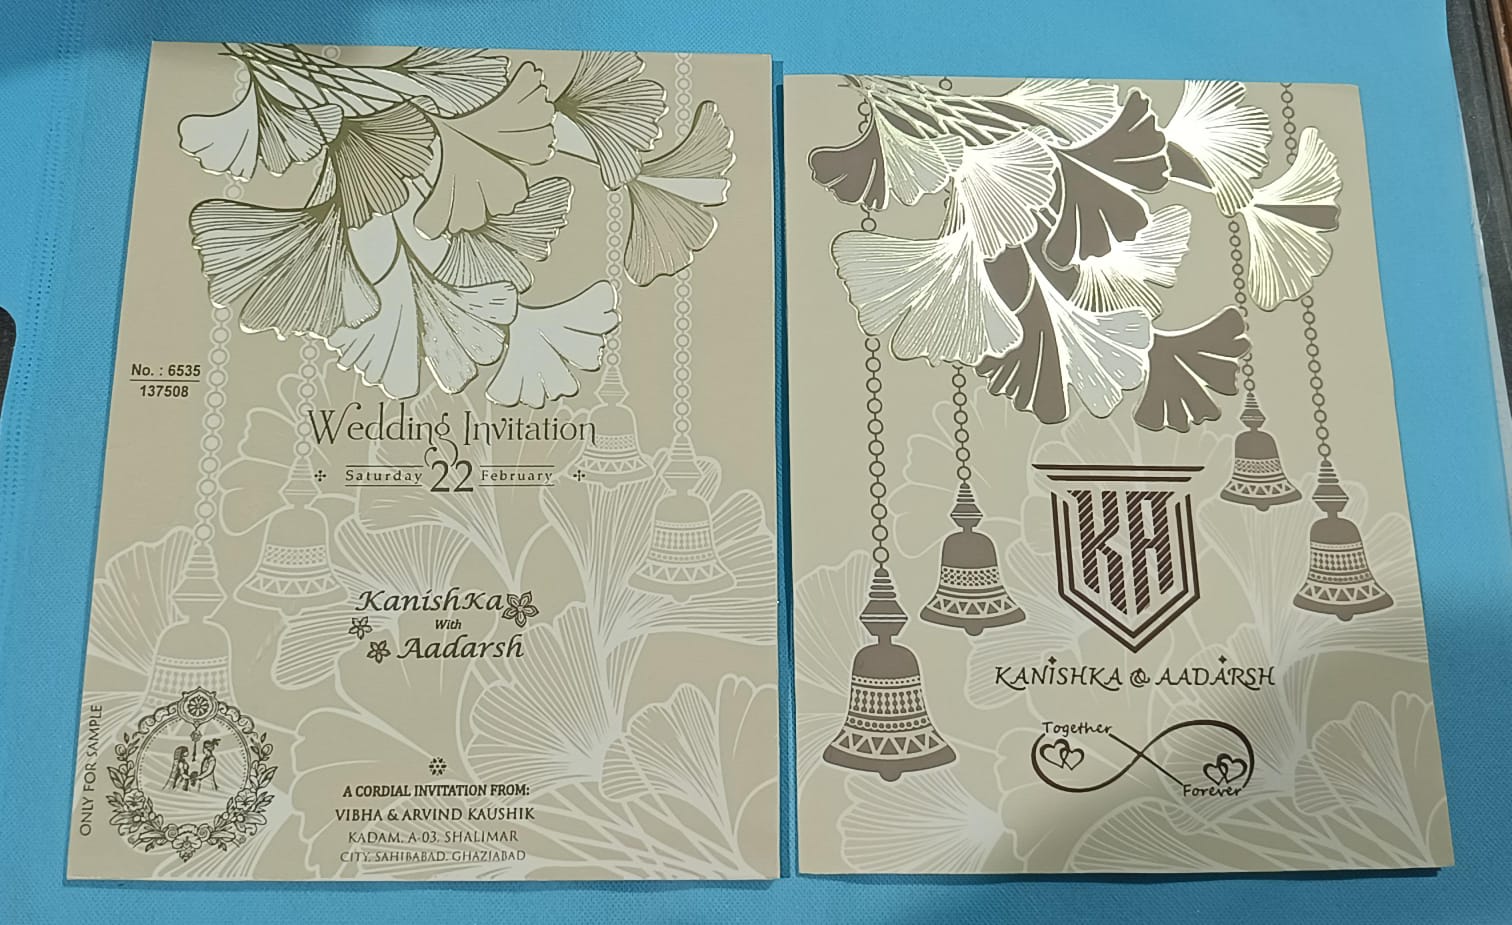 No. : 6535
137508
Wedding Invitation
Saturday 22 February
KanishKa
With
Aadarsh
ONLY FOR SAMPLE
A CORDIAL INVITATION FROM:
VIBHA & ARVIND KAUSHIK
KADAM, A-03, SHALIMAR
CITY, SAHIBABAD, GHAZIABAD
KA
KANISHKA & AADARSH
Together
Forever